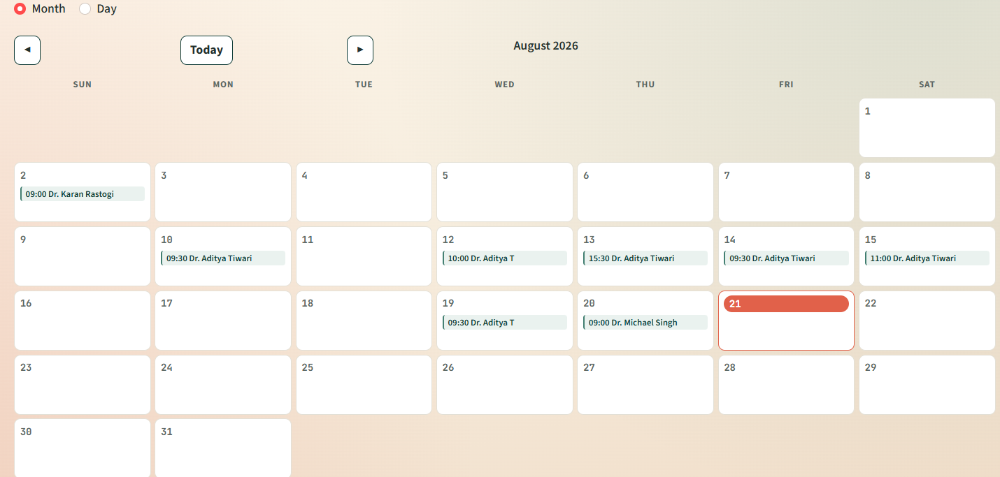 Month Day
◄ Today ► August 2026
SUN MON TUE WED THU FRI SAT
1
2 3 4 5 6 7 8
09:00 Dr. Karan Rastogi
9 10 11 12 13 14 15
09:30 Dr. Aditya Tiwari 10:00 Dr. Aditya T 15:30 Dr. Aditya Tiwari 09:30 Dr. Aditya Tiwari 11:00 Dr. Aditya Tiwari
16 17 18 19 20 21 22
09:30 Dr. Aditya T 09:00 Dr. Michael Singh
23 24 25 26 27 28 29
30 31